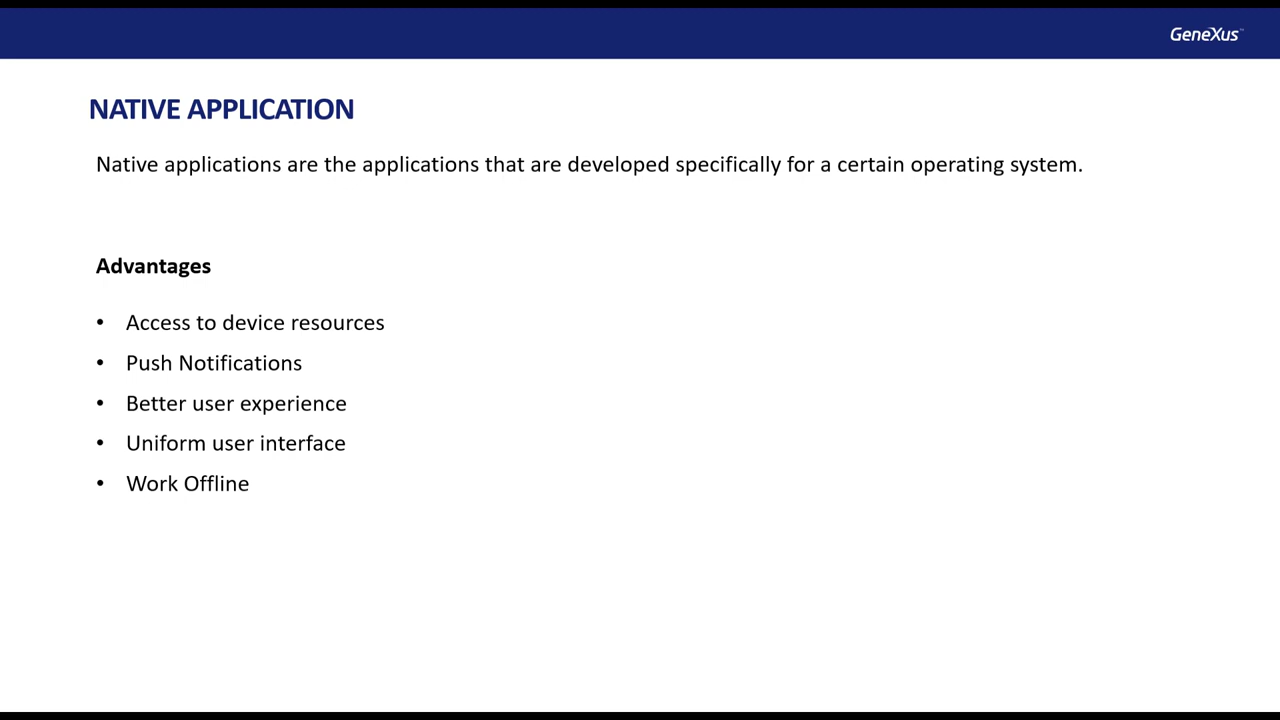 GeneXus™
NATIVE APPLICATION
Native applications are the applications that are developed specifically for a certain operating system.
Advantages
• Access to device resources
• Push Notifications
• Better user experience
• Uniform user interface
• Work Offline